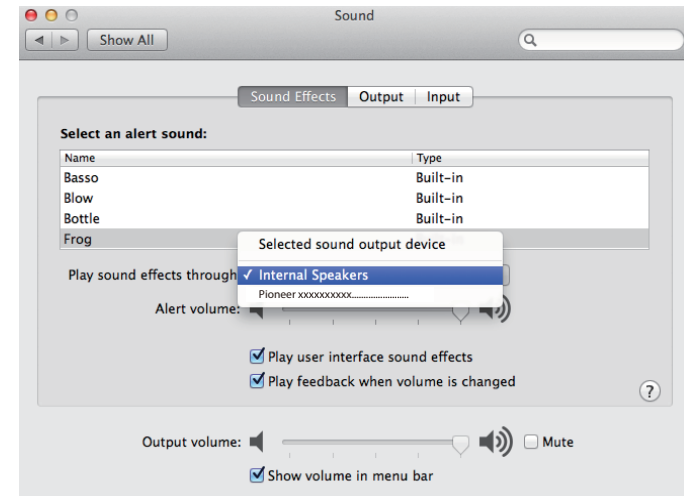 Sound
Show All
Sound Effects Output Input
Select an alert sound:
Name Type
Basso Built-in
Blow Built-in
Bottle Built-in
Frog
Selected sound output device
Play sound effects through ✓ Internal Speakers
Pioneer xxxxxxxxxx........................
Alert volume:
Play user interface sound effects
Play feedback when volume is changed
?
Output volume: Mute
Show volume in menu bar